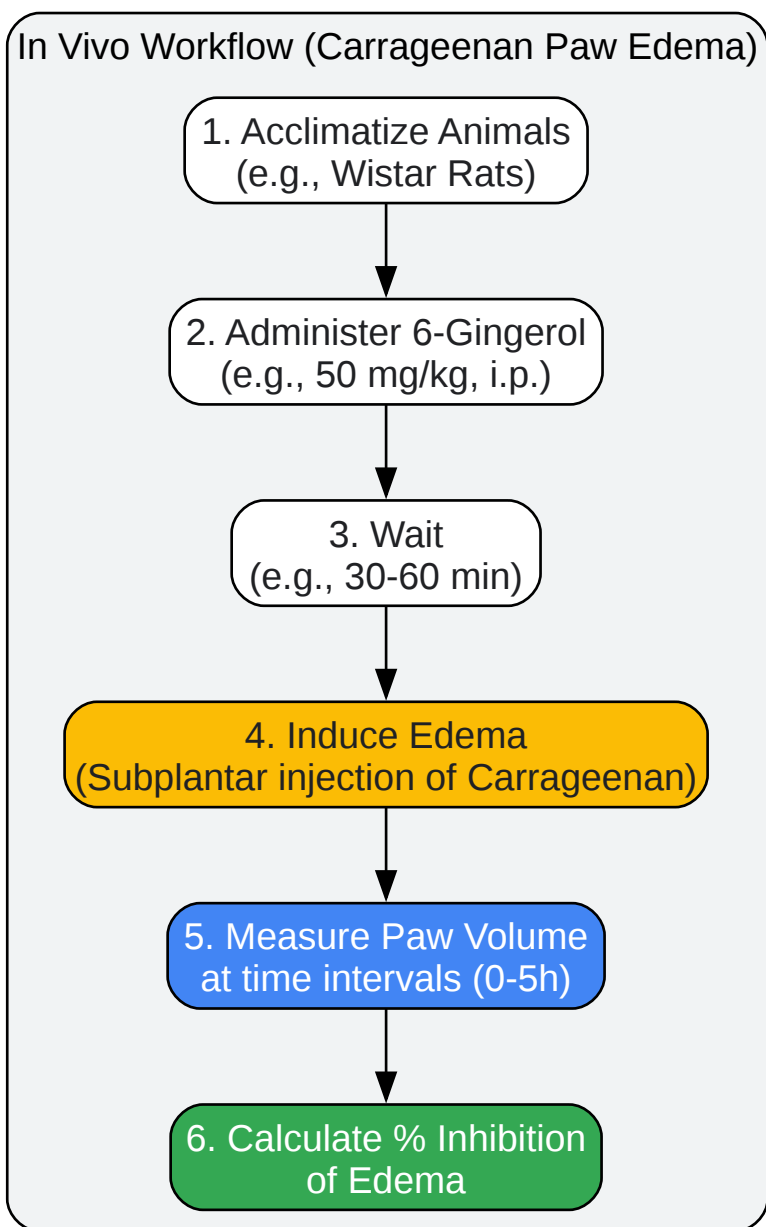 In Vivo Workflow (Carrageenan Paw Edema)
1. Acclimatize Animals
(e.g., Wistar Rats)
2. Administer 6-Gingerol
(e.g., 50 mg/kg, i.p.)
3. Wait
(e.g., 30-60 min)
4. Induce Edema
(Subplantar injection of Carrageenan)
5. Measure Paw Volume
at time intervals (0-5h)
6. Calculate % Inhibition
of Edema